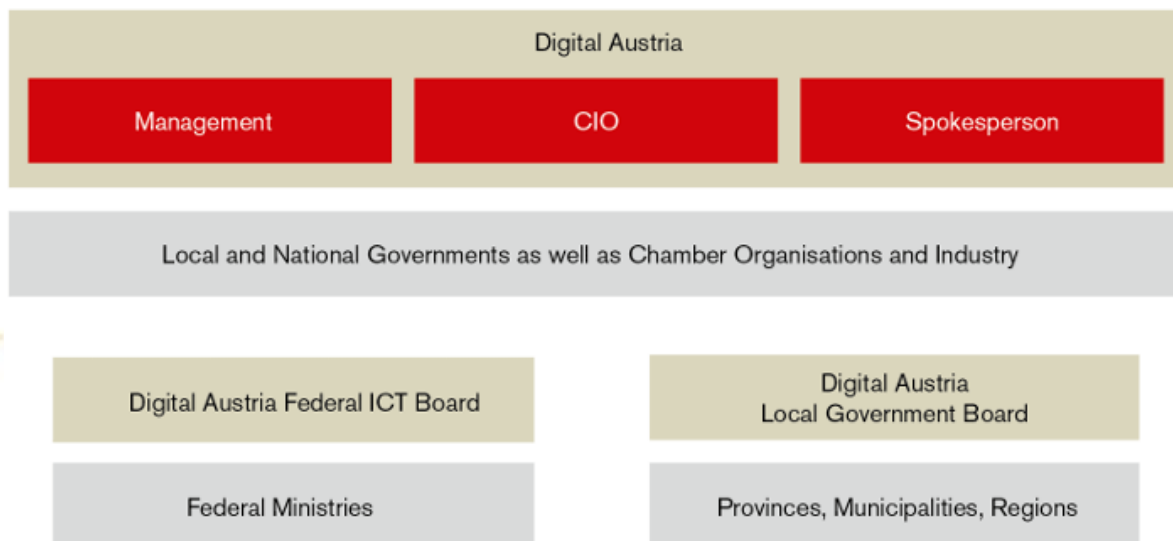 Digital Austria
Management
CIO
Spokesperson
Local and National Governments as well as Chamber Organisations and Industry
Digital Austria Federal ICT Board
Digital Austria
Local Government Board
Federal Ministries
Provinces, Municipalities, Regions